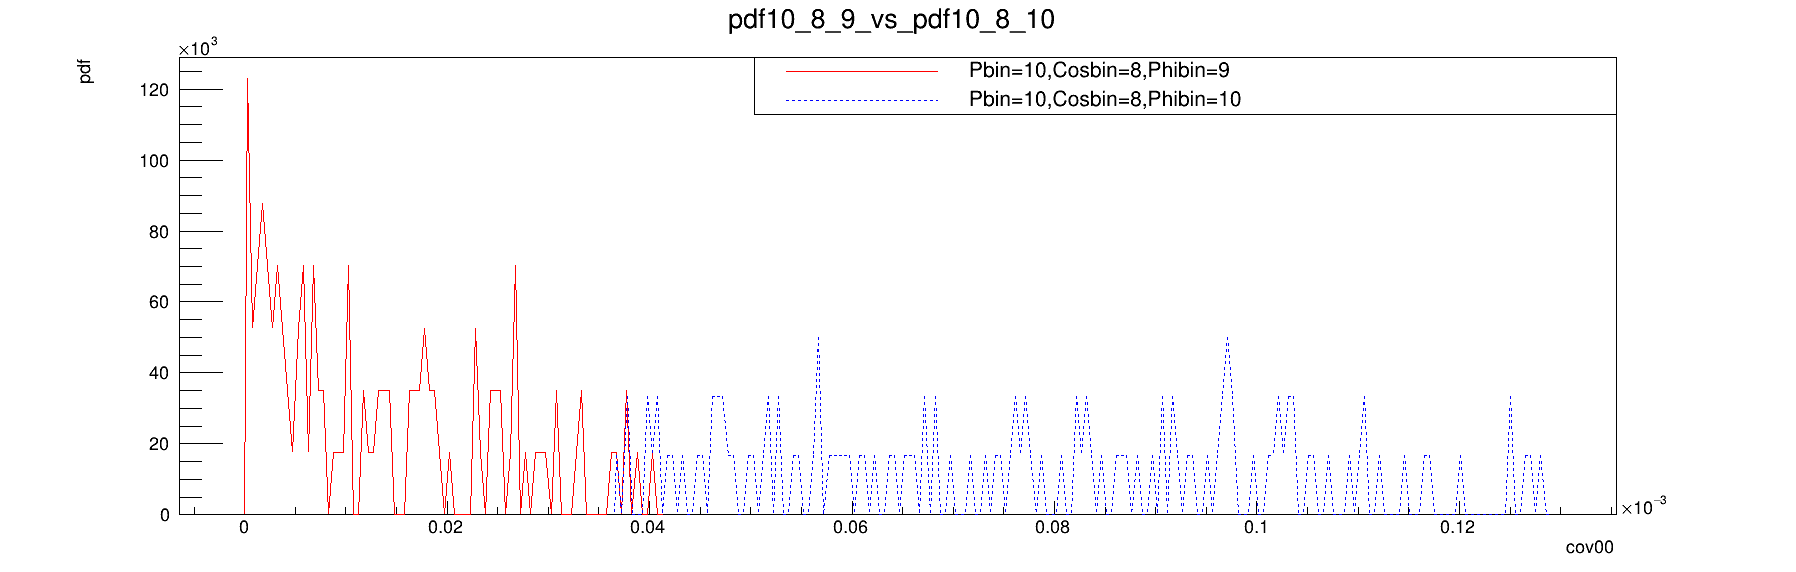 pdf10_8_9_vs_pdf10_8_10
×10³
pdf
Pbin=10,Cosbin=8,Phibin=9
Pbin=10,Cosbin=8,Phibin=10
120
100
80
60
40
20
0
0 0.02 0.04 0.06 0.08 0.1 0.12
×10⁻³
cov00